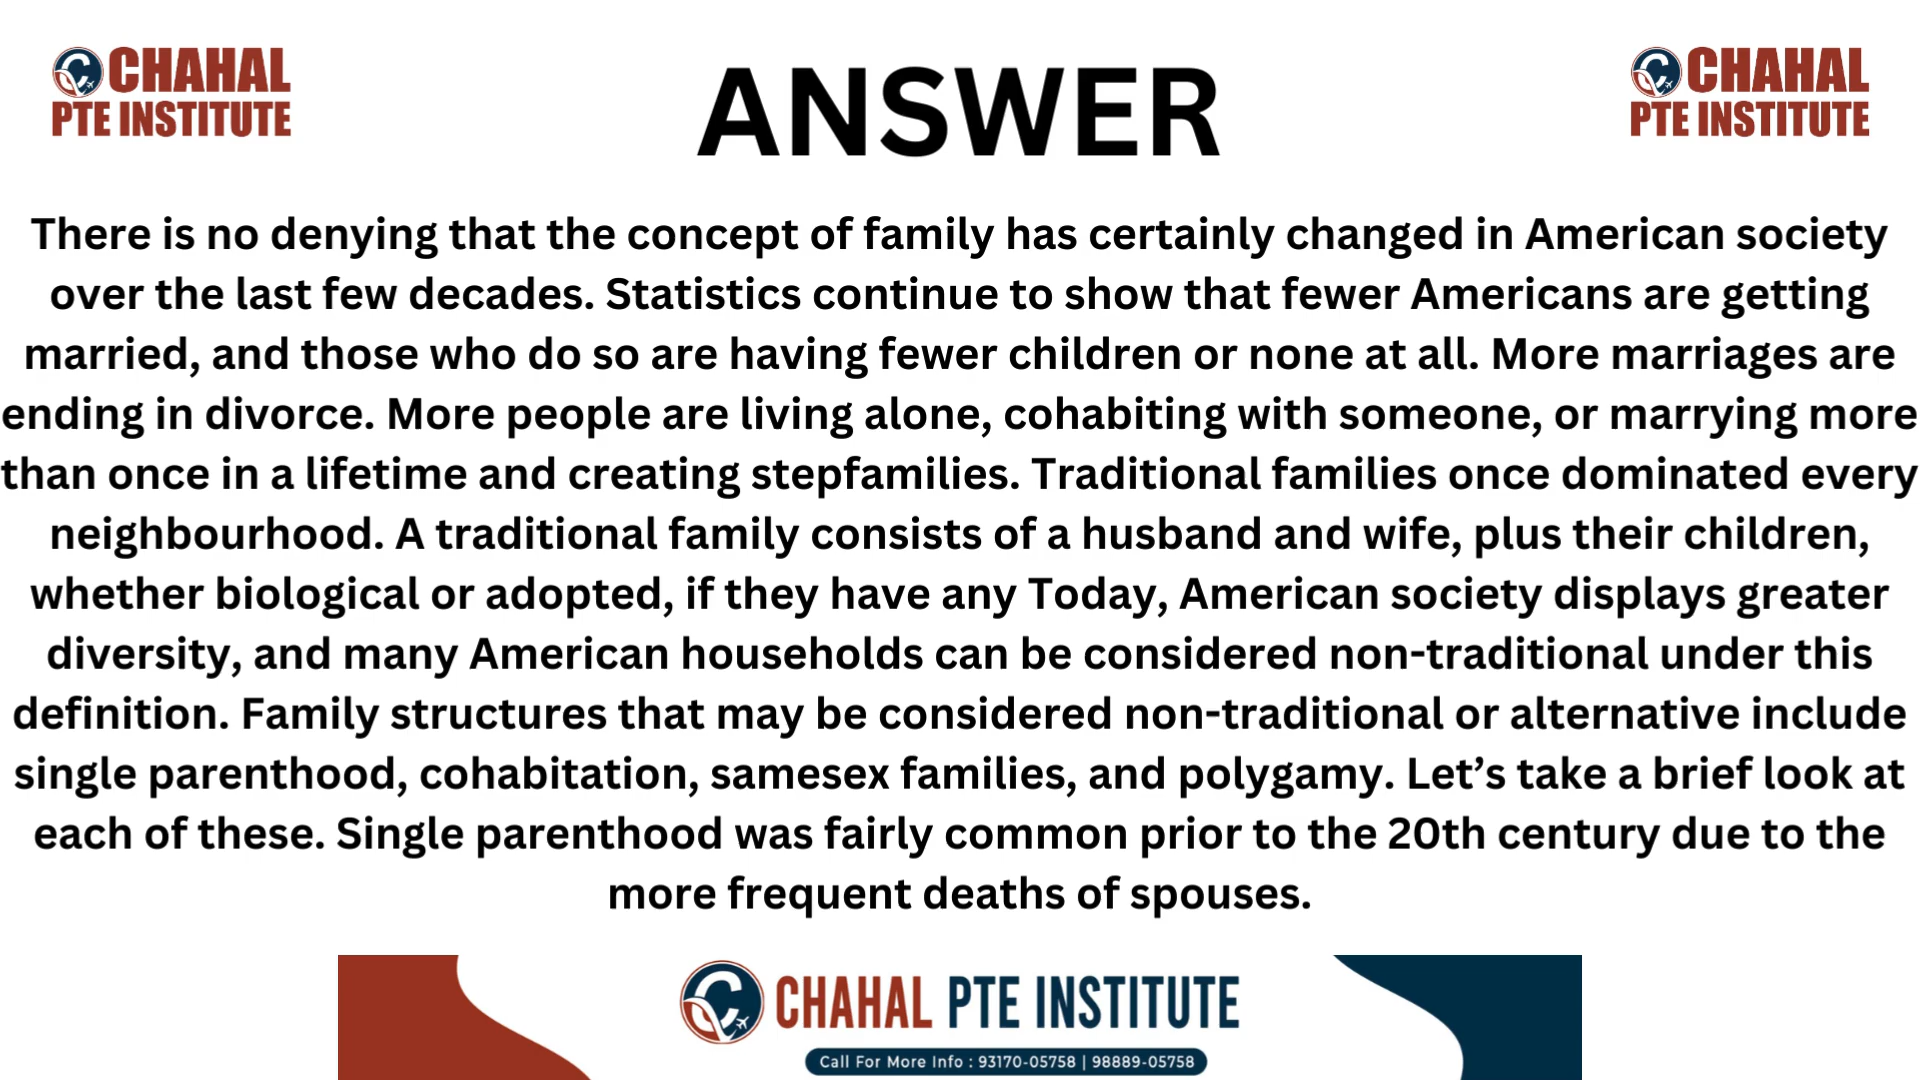 CHAHAL
PTE INSTITUTE
ANSWER
CHAHAL
PTE INSTITUTE
There is no denying that the concept of family has certainly changed in American society
over the last few decades. Statistics continue to show that fewer Americans are getting
married, and those who do so are having fewer children or none at all. More marriages are
ending in divorce. More people are living alone, cohabiting with someone, or marrying more
than once in a lifetime and creating stepfamilies. Traditional families once dominated every
neighbourhood. A traditional family consists of a husband and wife, plus their children,
whether biological or adopted, if they have any Today, American society displays greater
diversity, and many American households can be considered non-traditional under this
definition. Family structures that may be considered non-traditional or alternative include
single parenthood, cohabitation, samesex families, and polygamy. Let’s take a brief look at
each of these. Single parenthood was fairly common prior to the 20th century due to the
more frequent deaths of spouses.
CHAHAL PTE INSTITUTE
Call For More Info : 93170-05758 | 98889-05758